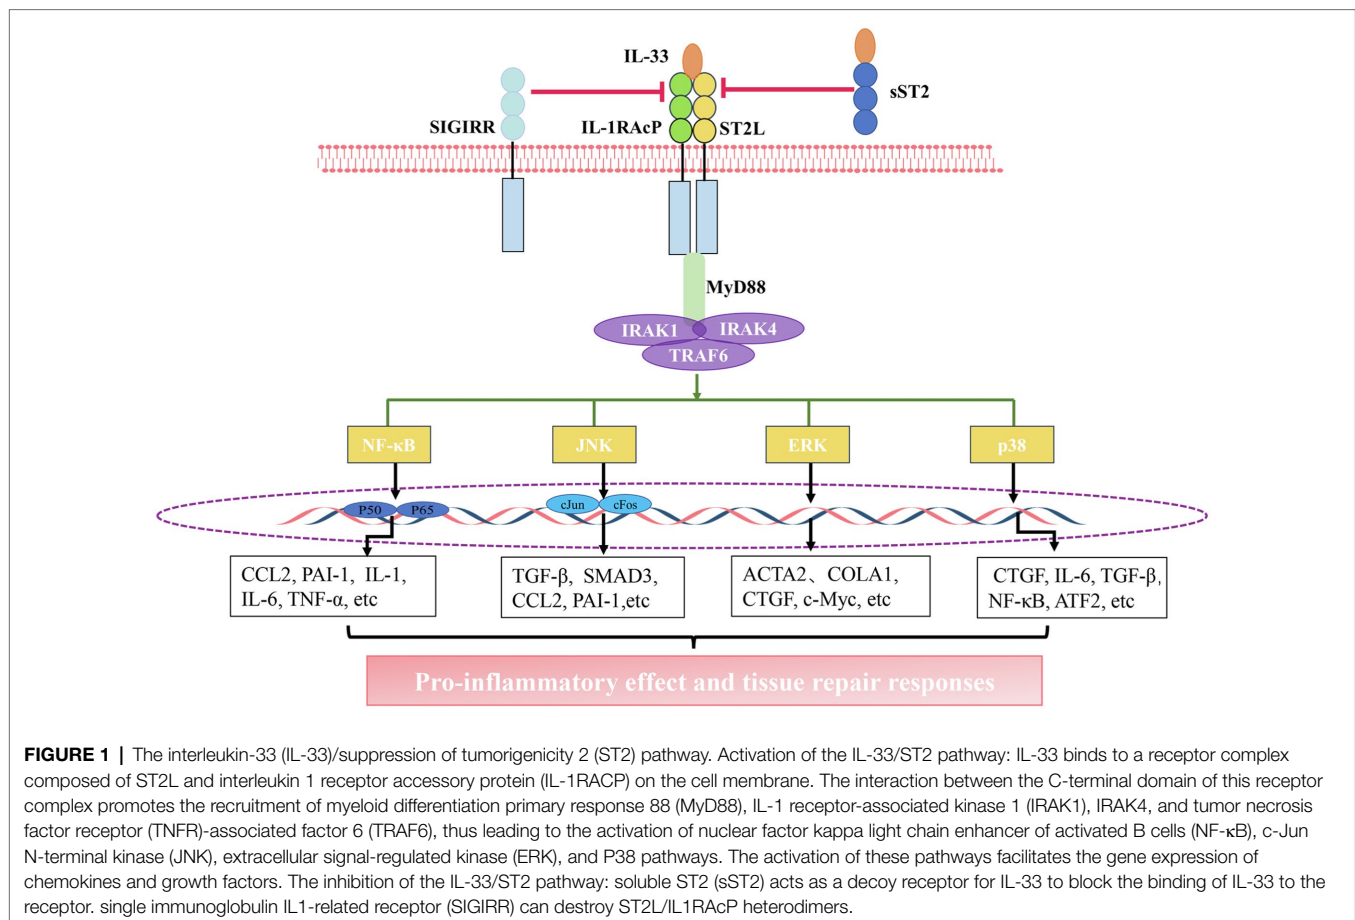 IL-33
sST2
SIGIRR
IL-1RAcP
ST2L
MyD88
IRAK1
IRAK4
TRAF6
NF-κB
JNK
ERK
p38
P50
P65
cJun
cFos
CCL2, PAI-1, IL-1,
IL-6, TNF-α, etc
TGF-β, SMAD3,
CCL2, PAI-1,etc
ACTA2、COLA1,
CTGF, c-Myc, etc
CTGF, IL-6, TGF-β,
NF-κB, ATF2, etc
Pro-inflammatory effect and tissue repair responses
FIGURE 1 | The interleukin-33 (IL-33)/suppression of tumorigenicity 2 (ST2) pathway. Activation of the IL-33/ST2 pathway: IL-33 binds to a receptor complex
composed of ST2L and interleukin 1 receptor accessory protein (IL-1RACP) on the cell membrane. The interaction between the C-terminal domain of this receptor
complex promotes the recruitment of myeloid differentiation primary response 88 (MyD88), IL-1 receptor-associated kinase 1 (IRAK1), IRAK4, and tumor necrosis
factor receptor (TNFR)-associated factor 6 (TRAF6), thus leading to the activation of nuclear factor kappa light chain enhancer of activated B cells (NF-κB), c-Jun
N-terminal kinase (JNK), extracellular signal-regulated kinase (ERK), and P38 pathways. The activation of these pathways facilitates the gene expression of
chemokines and growth factors. The inhibition of the IL-33/ST2 pathway: soluble ST2 (sST2) acts as a decoy receptor for IL-33 to block the binding of IL-33 to the
receptor. single immunoglobulin IL1-related receptor (SIGIRR) can destroy ST2L/IL1RAcP heterodimers.